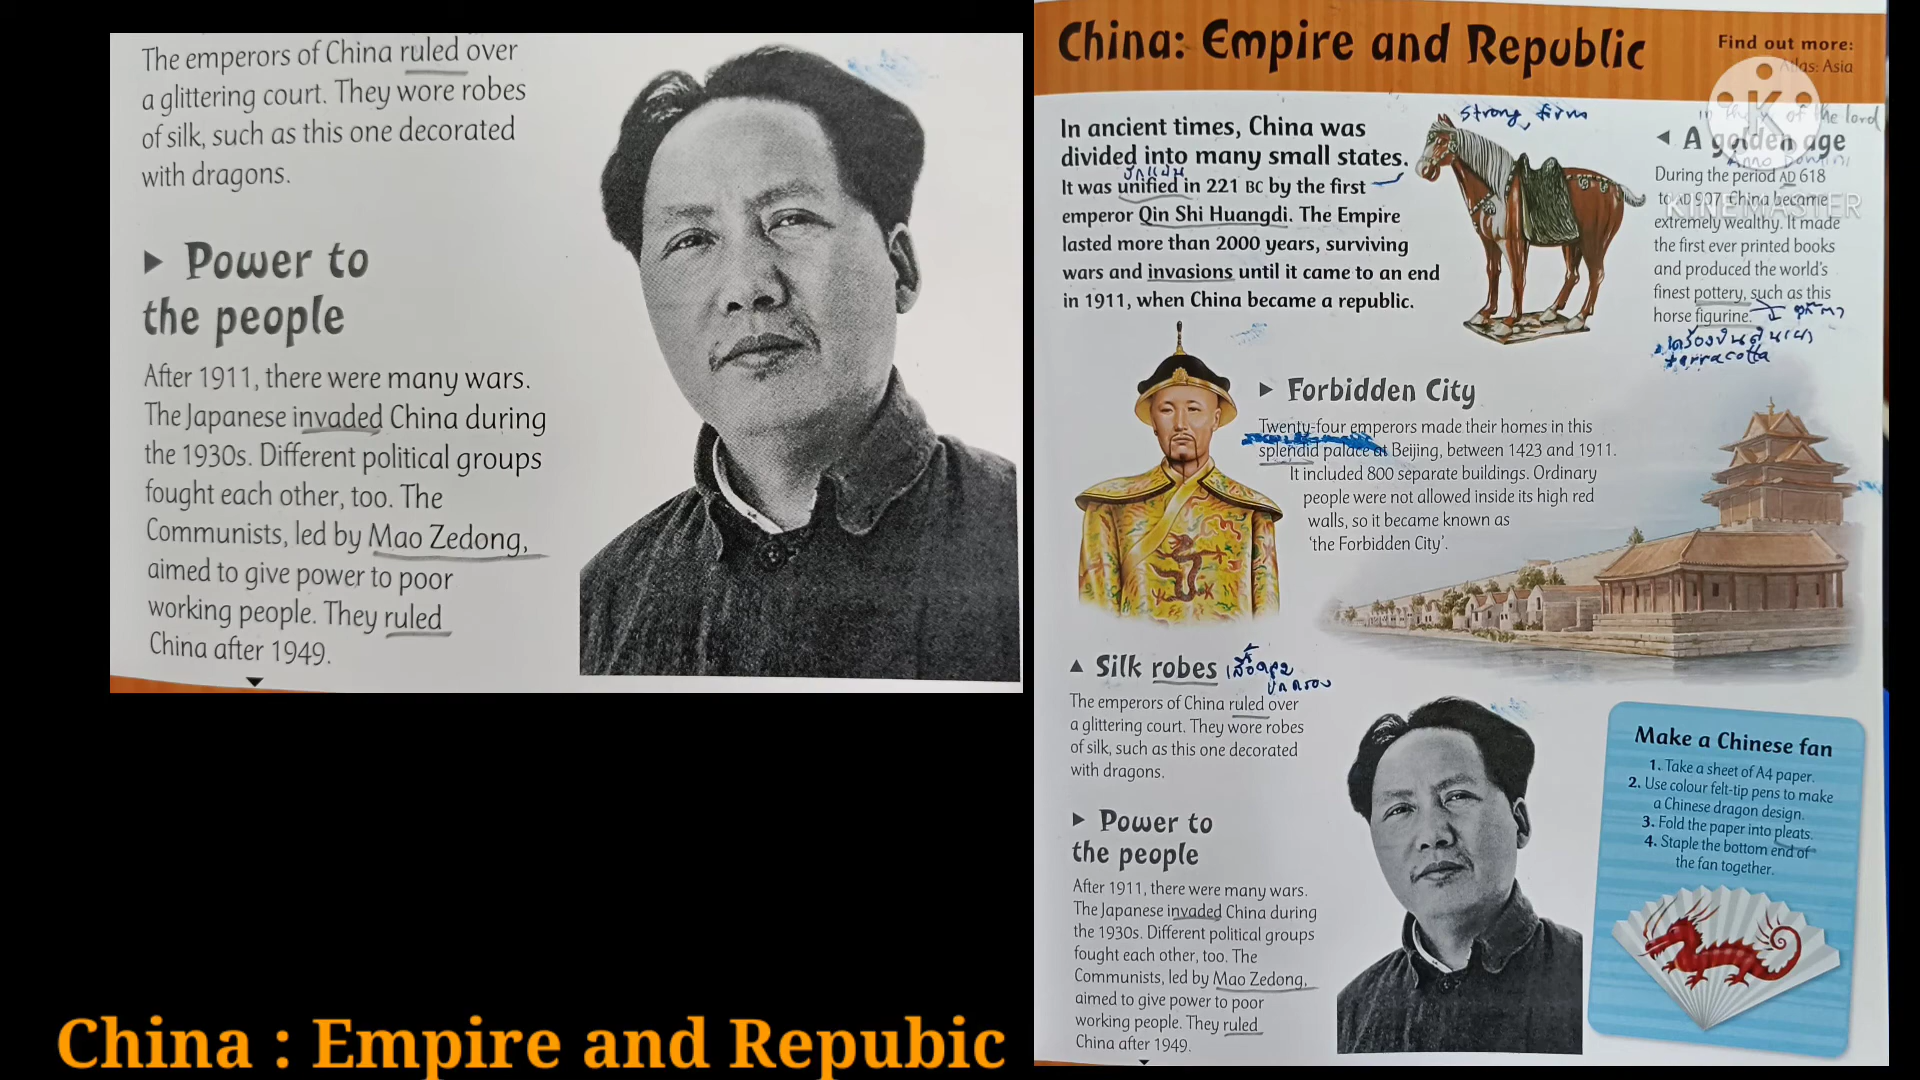 The emperors of China ruled over
a glittering court. They wore robes
of silk, such as this one decorated
with dragons.
Power to
the people
After 1911, there were many wars.
The Japanese invaded China during
the 1930s. Different political groups
fought each other, too. The
Communists, led by Mao Zedong,
aimed to give power to poor
working people. They ruled
China after 1949.
China : Empire and Repubic
China: Empire and Republic
Find out more:
Atlas: Asia
In ancient times, China was
divided into many small states.
It was unified in 221 BC by the first
emperor Qin Shi Huangdi. The Empire
lasted more than 2000 years, surviving
wars and invasions until it came to an end
in 1911, when China became a republic.
strong, firm
of the lord
A golden age
Anno Domini
During the period AD 618
to AD 907, China became
extremely wealthy. It made
the first ever printed books
and produced the world's
finest pottery, such as this
horse figurine.
terracotta
KINEMASTER
Forbidden City
Twenty-four emperors made their homes in this
splendid palace at Beijing, between 1423 and 1911.
It included 800 separate buildings. Ordinary
people were not allowed inside its high red
walls, so it became known as
'the Forbidden City'.
Silk robes
ปกครอง
The emperors of China ruled over
a glittering court. They wore robes
of silk, such as this one decorated
with dragons.
Power to
the people
After 1911, there were many wars.
The Japanese invaded China during
the 1930s. Different political groups
fought each other, too. The
Communists, led by Mao Zedong,
aimed to give power to poor
working people. They ruled
China after 1949.
Make a Chinese fan
1. Take a sheet of A4 paper.
2. Use colour felt-tip pens to make
a Chinese dragon design.
3. Fold the paper into pleats.
4. Staple the bottom end of
the fan together.